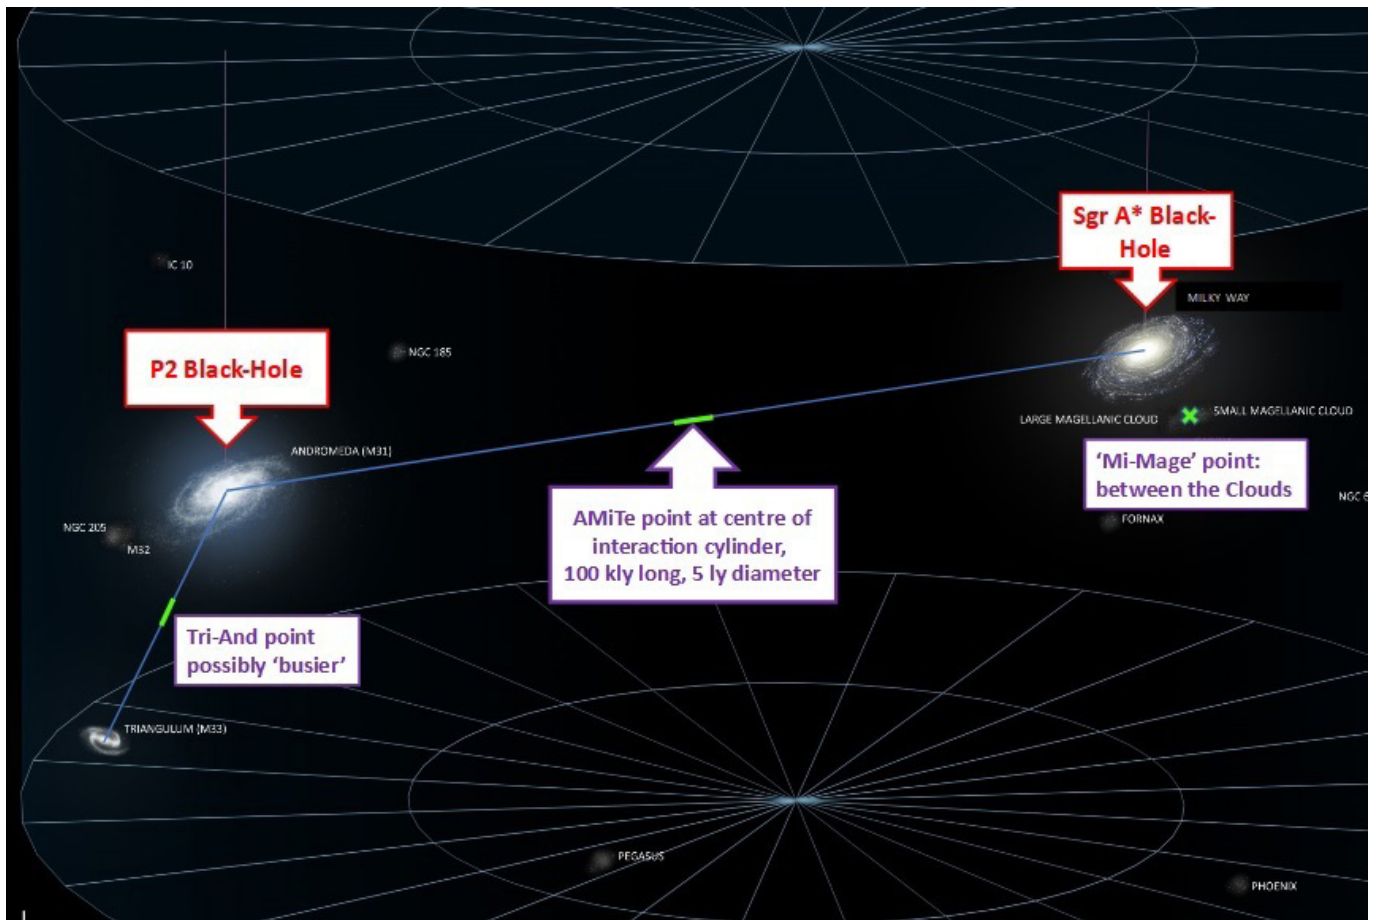 Sgr A* Black-
Hole
IC 10
MILKY WAY
NGC 185
P2 Black-Hole
LARGE MAGELLANIC CLOUD
SMALL MAGELLANIC CLOUD
ANDROMEDA (M31)
‘Mi-Mage’ point:
between the Clouds
NGC 6
AMiTe point at centre of
interaction cylinder,
100 kly long, 5 ly diameter
FORNAX
NGC 205
M32
Tri-And point
possibly ‘busier’
TRIANGULUM (M33)
PEGASUS
PHOENIX